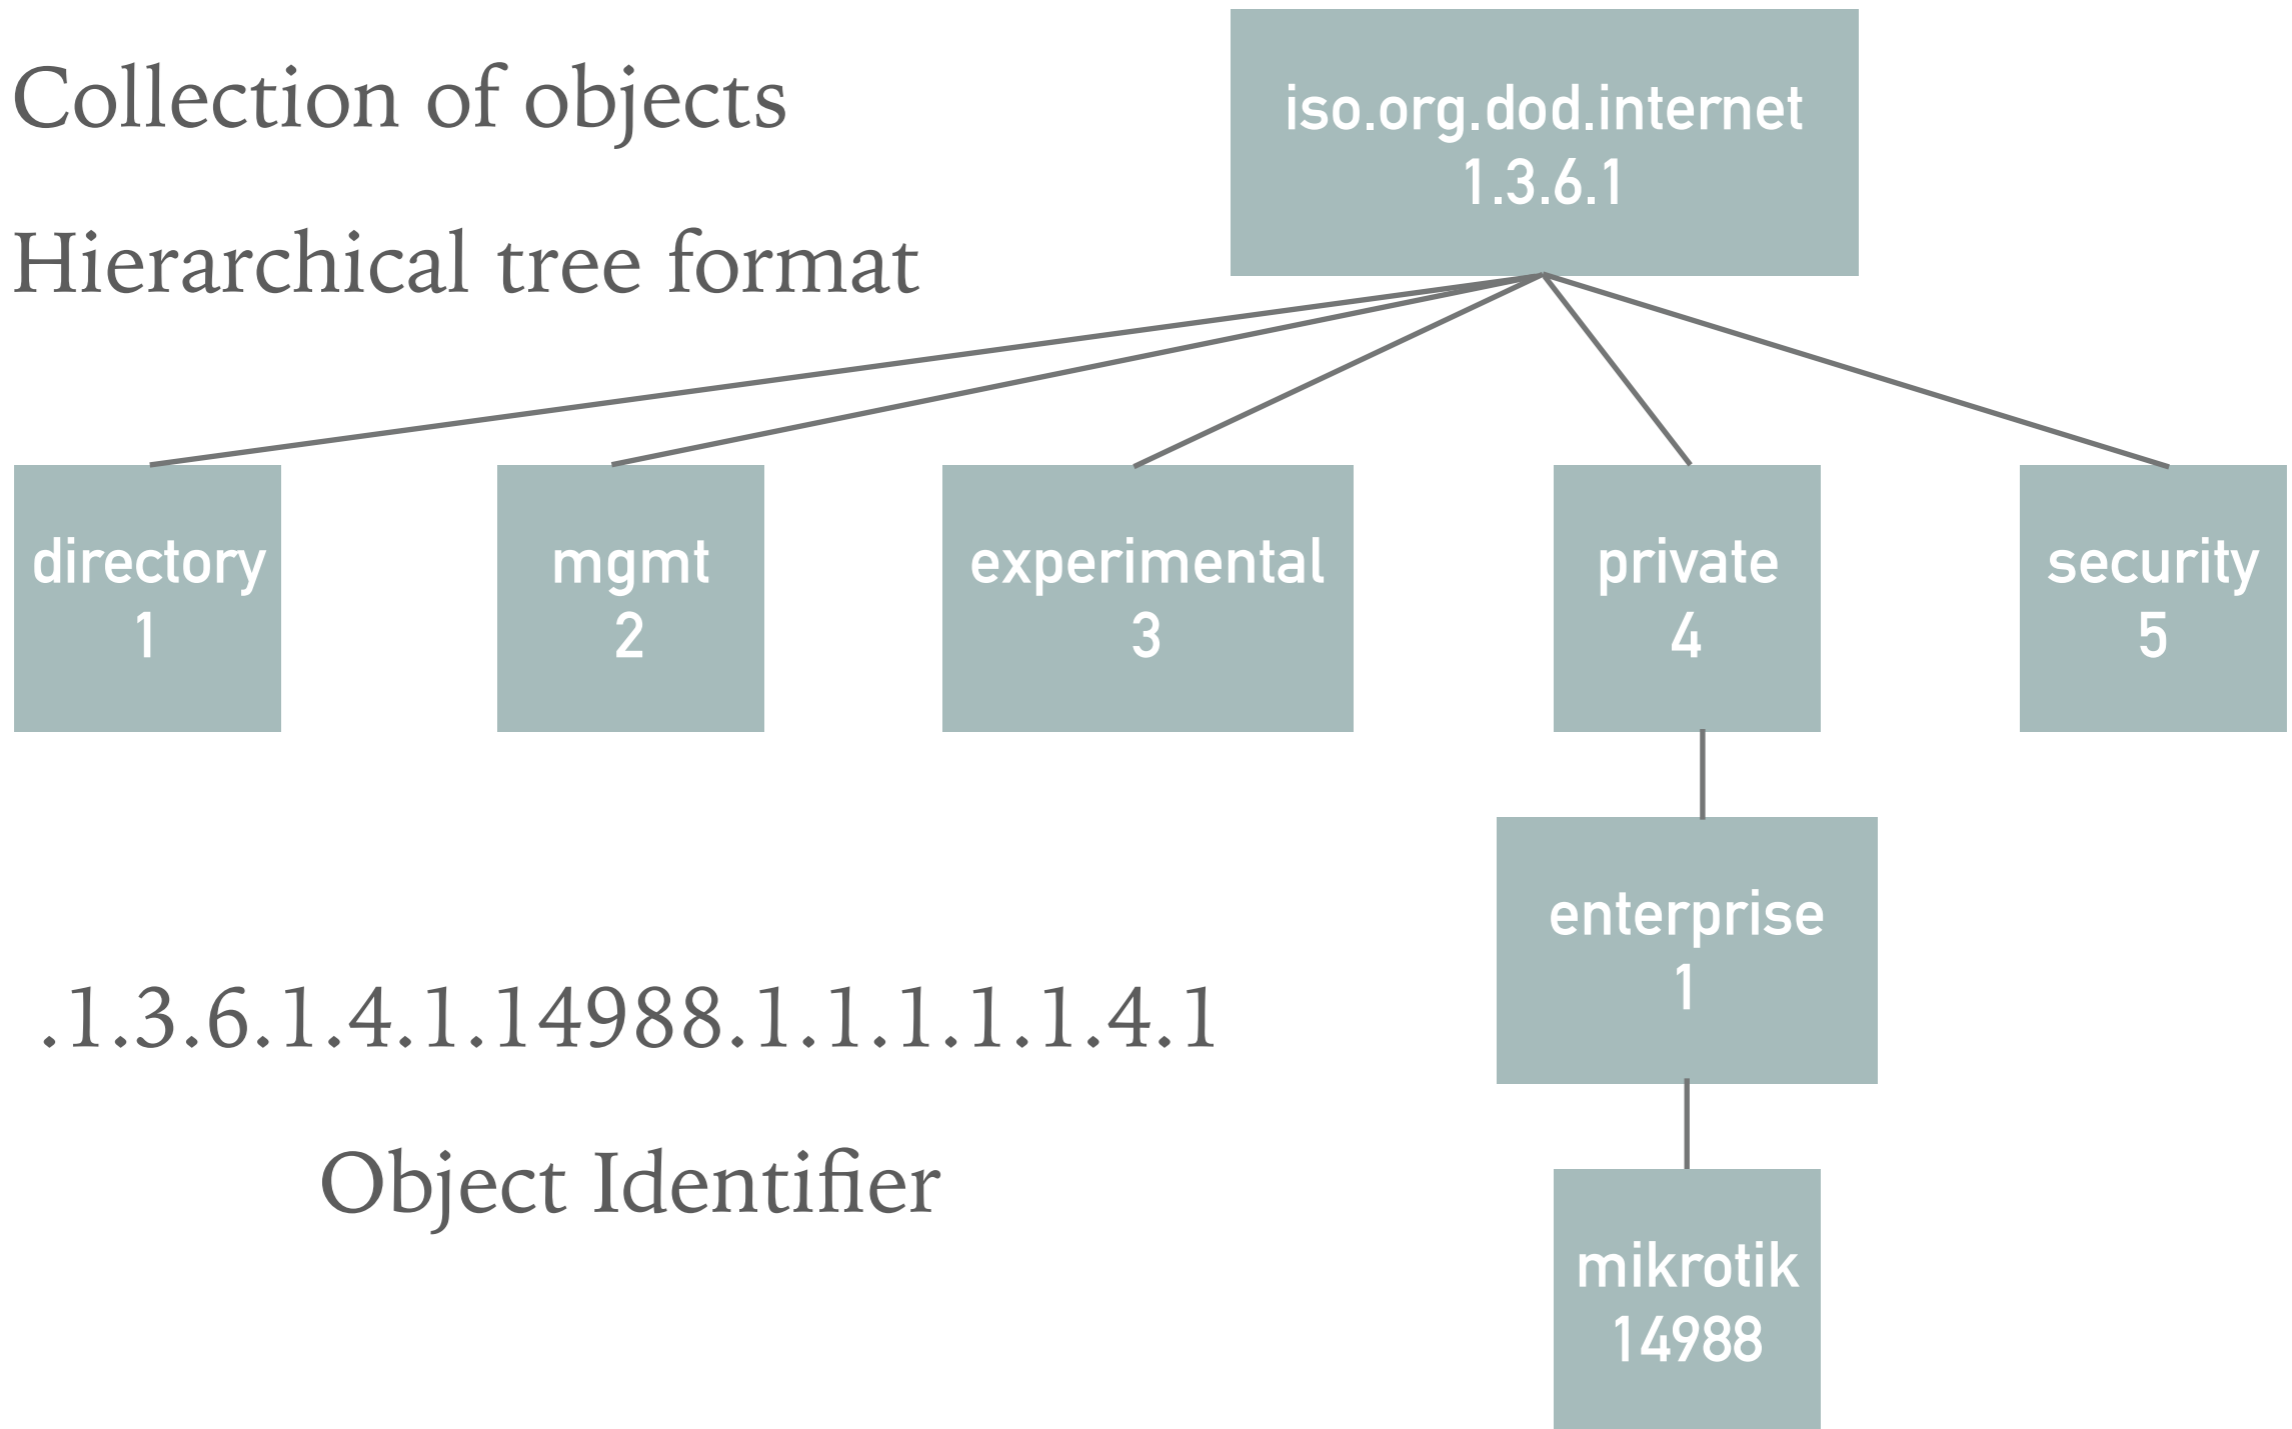 Collection of objects
Hierarchical tree format
iso.org.dod.internet
1.3.6.1
directory
1
mgmt
2
experimental
3
private
4
security
5
enterprise
1
.1.3.6.1.4.1.14988.1.1.1.1.1.4.1
Object Identifier
mikrotik
14988